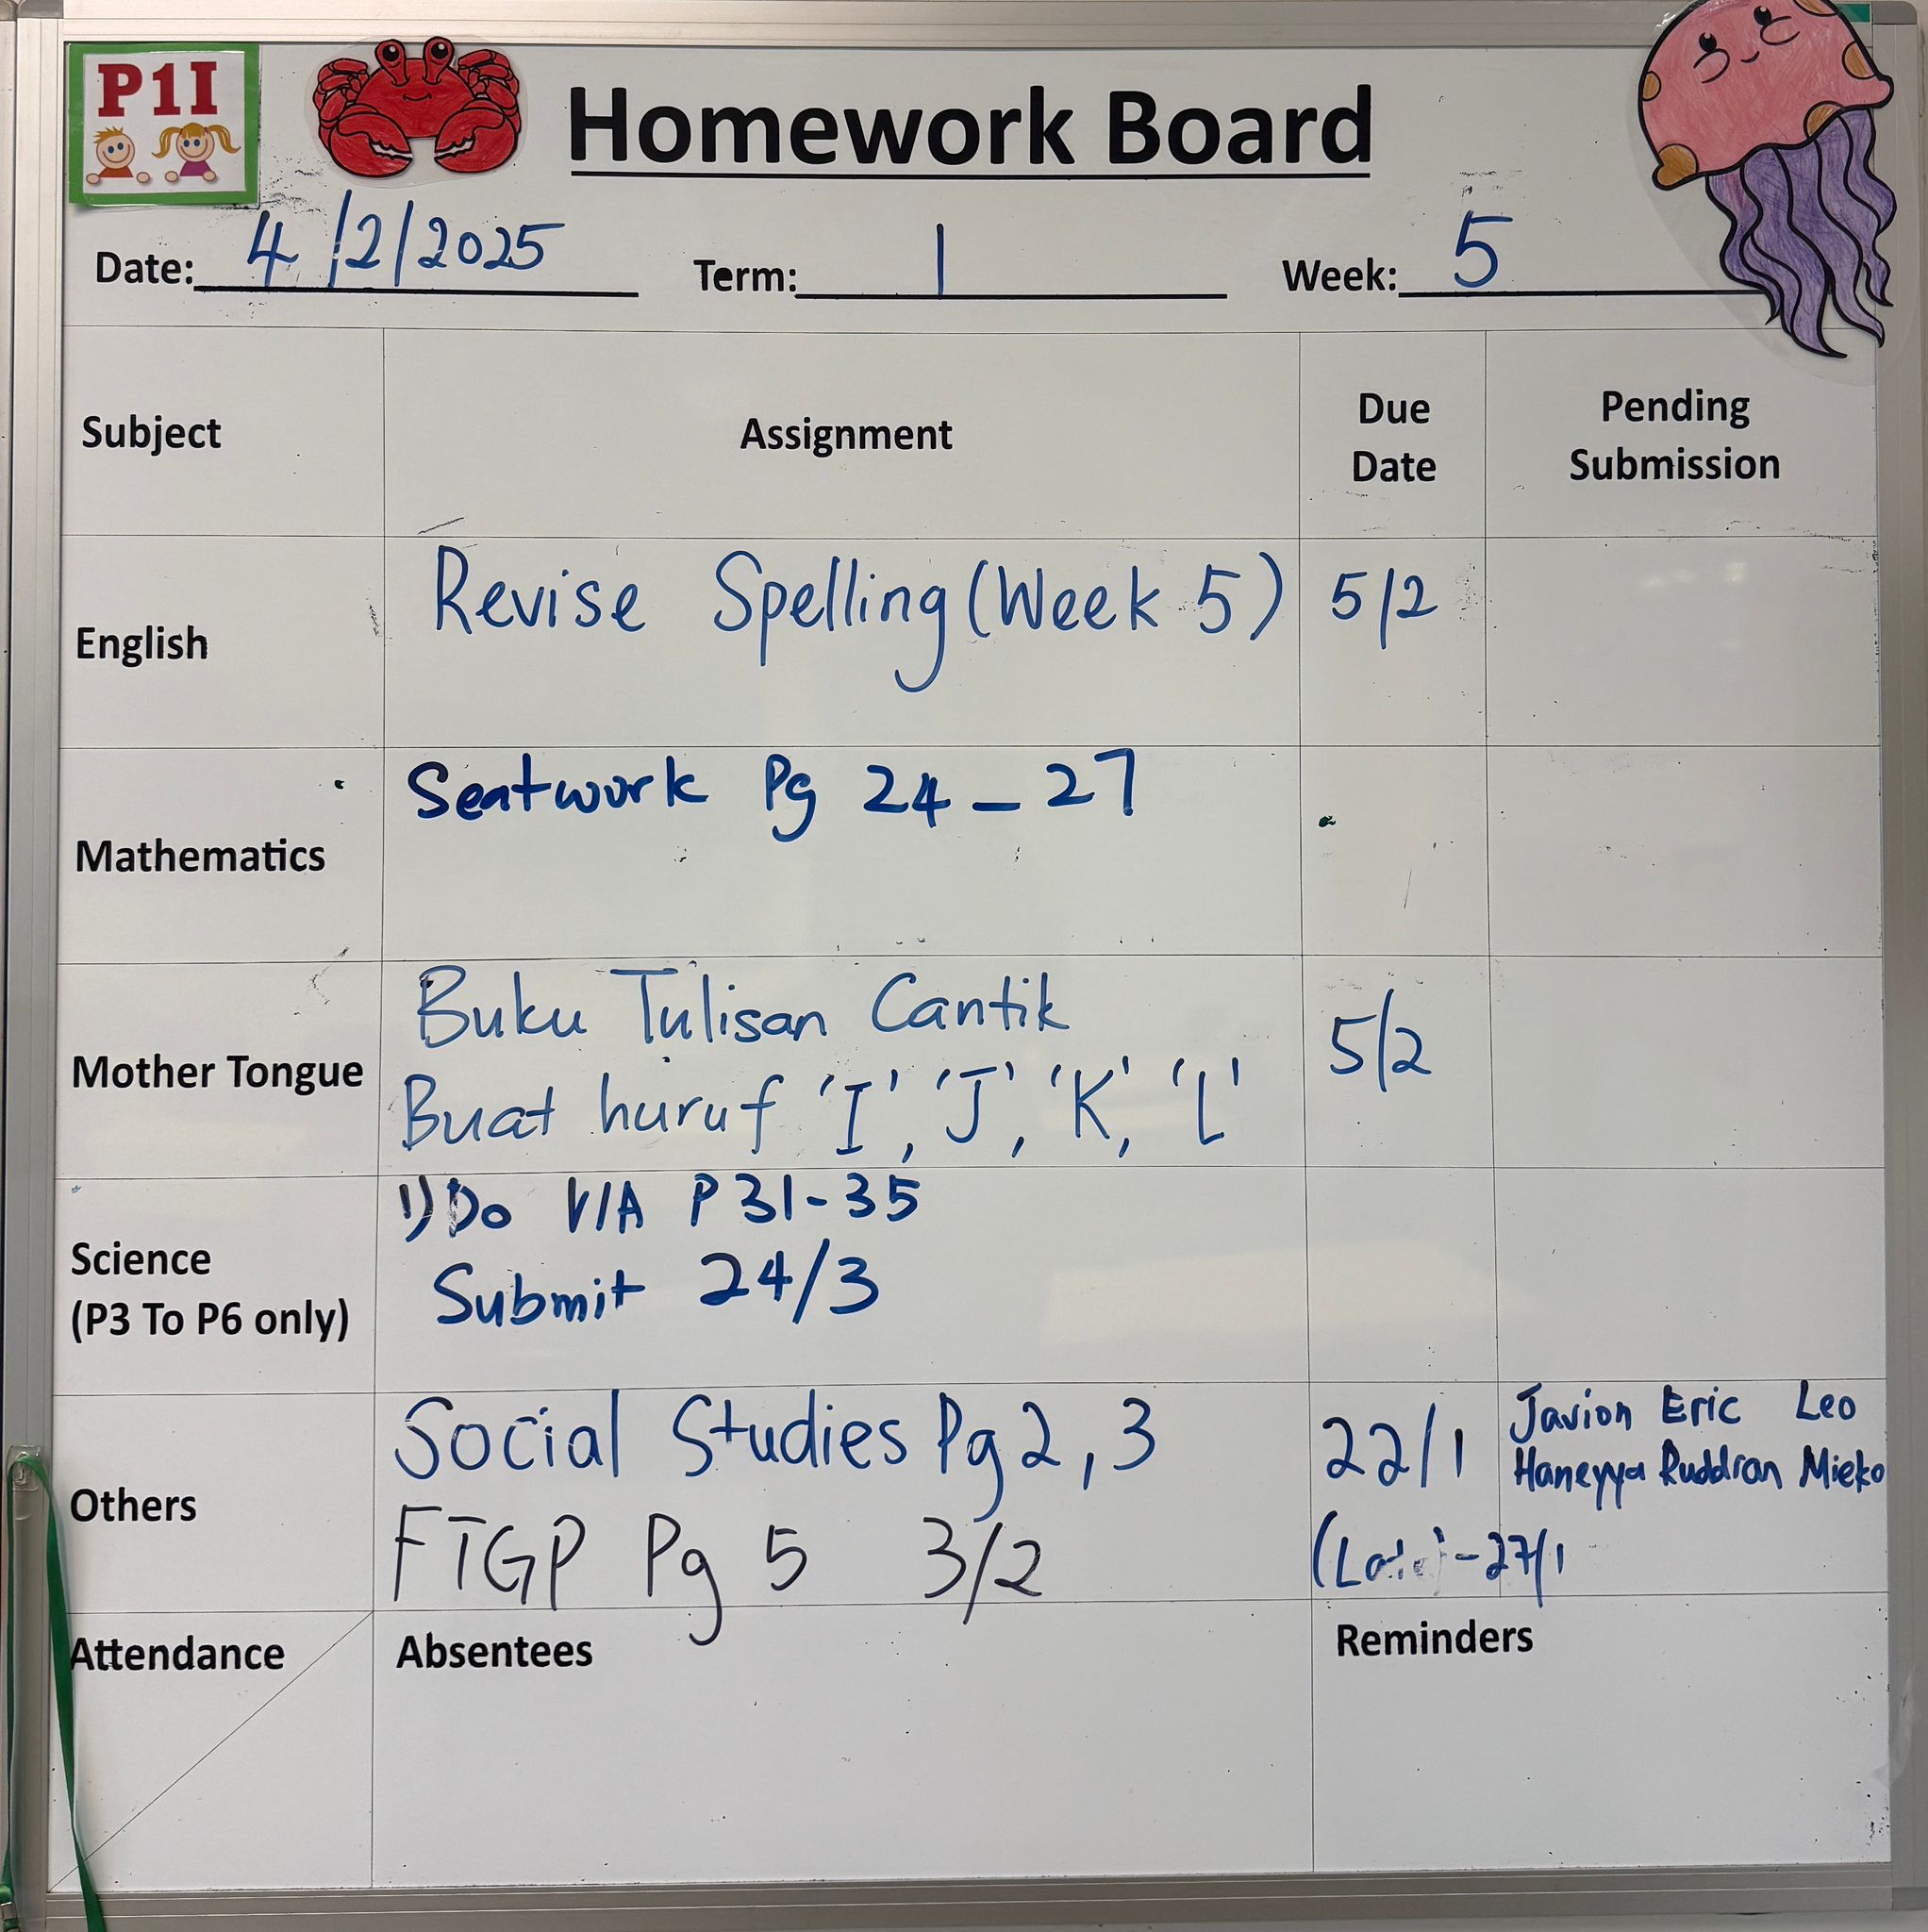 P1I
Homework Board
Date: 4/2/2025 Term: 1 Week: 5
Subject Assignment Due Date Pending Submission
English Revise Spelling (Week 5) 5/2
Mathematics Seatwork Pg 24 - 27
Mother Tongue Buku Tulisan Cantik 5/2
Buat huruf 'I', 'J', 'K', 'L'
Science (P3 To P6 only) 1) Do V/A P 31-35
Submit 24/3
Others Social Studies Pg 2, 3 22/1 Javion Eric Leo
Haneyya Ruddran Mieko
FTGP Pg 5 3/2 - 27/1
Attendance Absentees Reminders